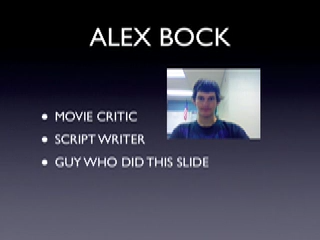 ALEX BOCK
• MOVIE CRITIC
• SCRIPT WRITER
• GUY WHO DID THIS SLIDE